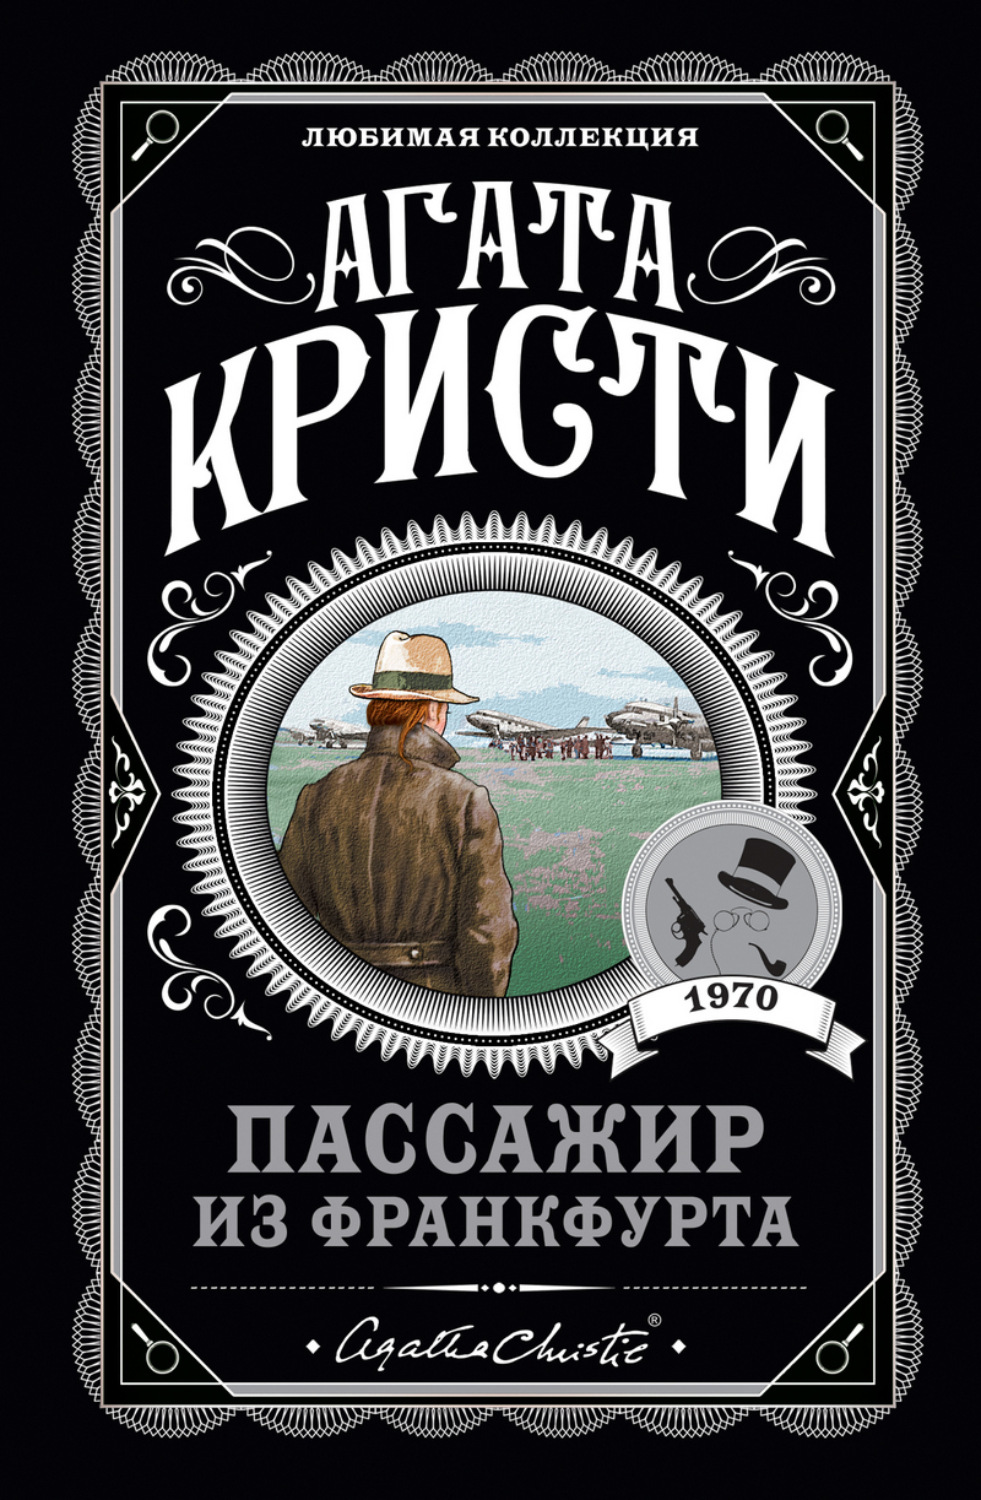 ЛЮБИМАЯ КОЛЛЕКЦИЯ
АГАТА
КРИСТИ
1970
ПАССАЖИР
ИЗ ФРАНКФУРТА
Agatha Christie®